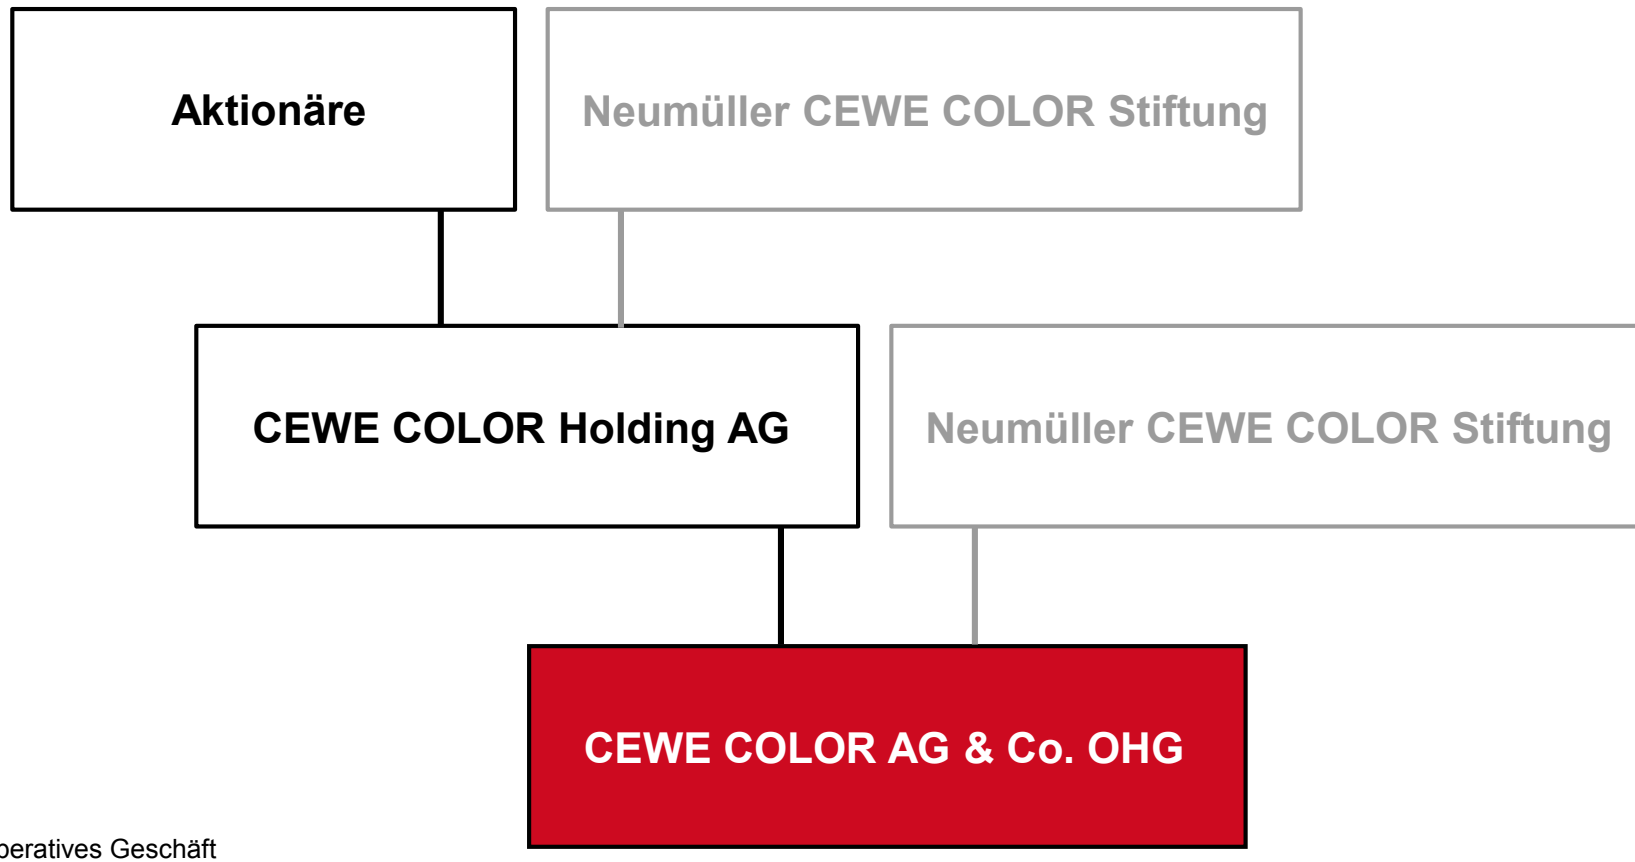 Aktionäre
Neumüller CEWE COLOR Stiftung
CEWE COLOR Holding AG
Neumüller CEWE COLOR Stiftung
CEWE COLOR AG & Co. OHG
peratives Geschäft